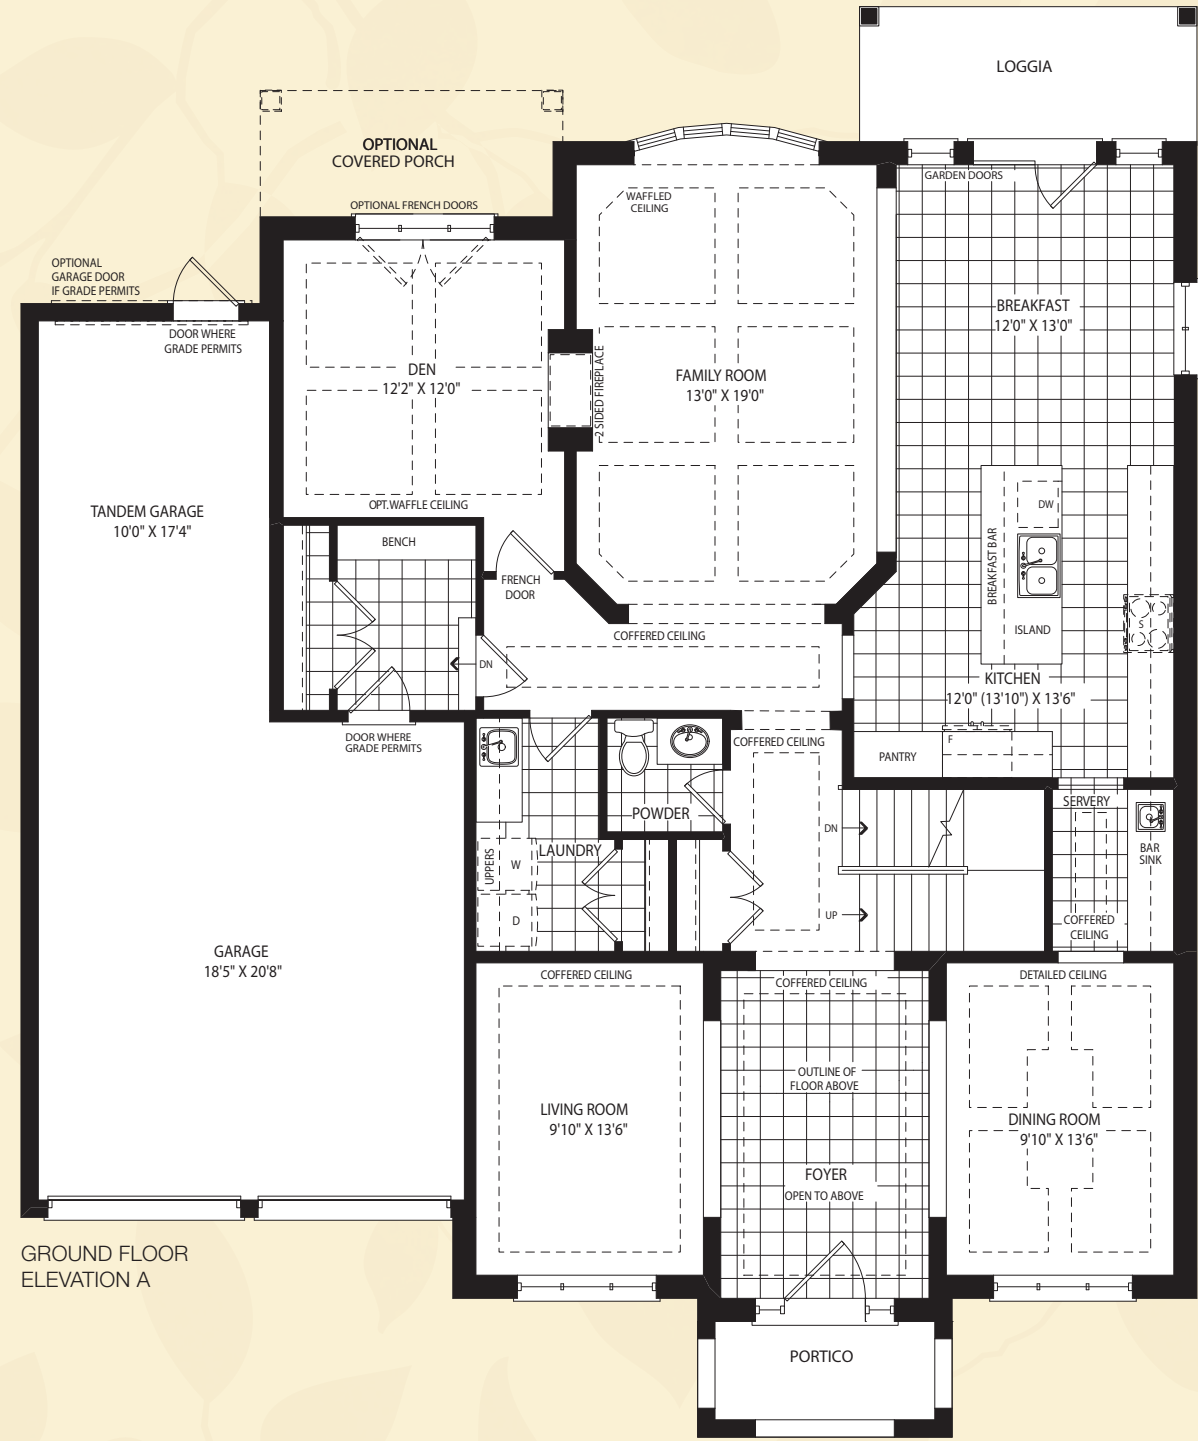 LOGGIA
OPTIONAL
COVERED PORCH
GARDEN DOORS
WAFFLED
CEILING
OPTIONAL FRENCH DOORS
OPTIONAL
GARAGE DOOR
IF GRADE PERMITS
DOOR WHERE
GRADE PERMITS
BREAKFAST
12'0" X 13'0"
DEN
12'2" X 12'0"
2 SIDED FIREPLACE
FAMILY ROOM
13'0" X 19'0"
OPT.WAFFLE CEILING
TANDEM GARAGE
10'0" X 17'4"
BENCH
DW
BREAKFAST BAR
FRENCH
DOOR
S
ISLAND
COFFERED CEILING
DN
KITCHEN
12'0" (13'10") X 13'6"
DOOR WHERE
GRADE PERMITS
COFFERED CEILING
F
PANTRY
SERVERY
POWDER
DN
BAR
SINK
LAUNDRY
UPPERS
W
D
UP
COFFERED
CEILING
GARAGE
18'5" X 20'8"
COFFERED CEILING
COFFERED CEILING
DETAILED CEILING
OUTLINE OF
FLOOR ABOVE
LIVING ROOM
9'10" X 13'6"
DINING ROOM
9'10" X 13'6"
FOYER
OPEN TO ABOVE
GROUND FLOOR
ELEVATION A
PORTICO